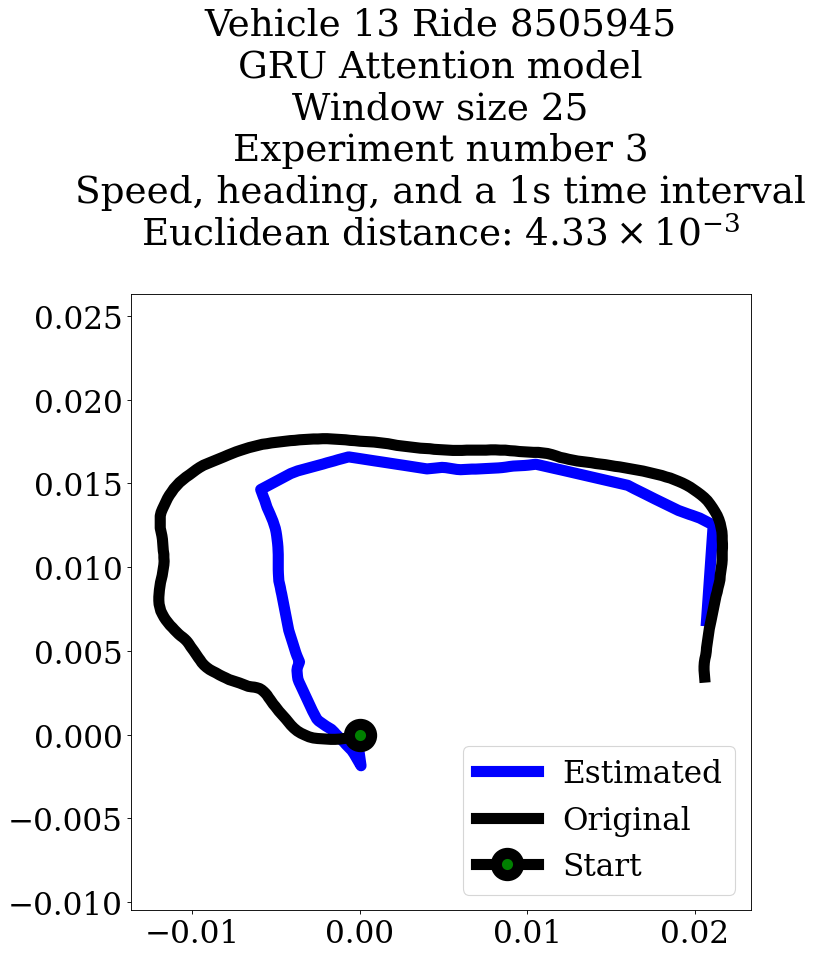 Vehicle 13 Ride 8505945
GRU Attention model
Window size 25
Experiment number 3
Speed, heading, and a 1s time interval
Euclidean distance: 4.33 × 10⁻³
0.025
0.020
0.015
0.010
0.005
0.000
−0.005
−0.010
−0.01 0.00 0.01 0.02
Estimated
Original
Start